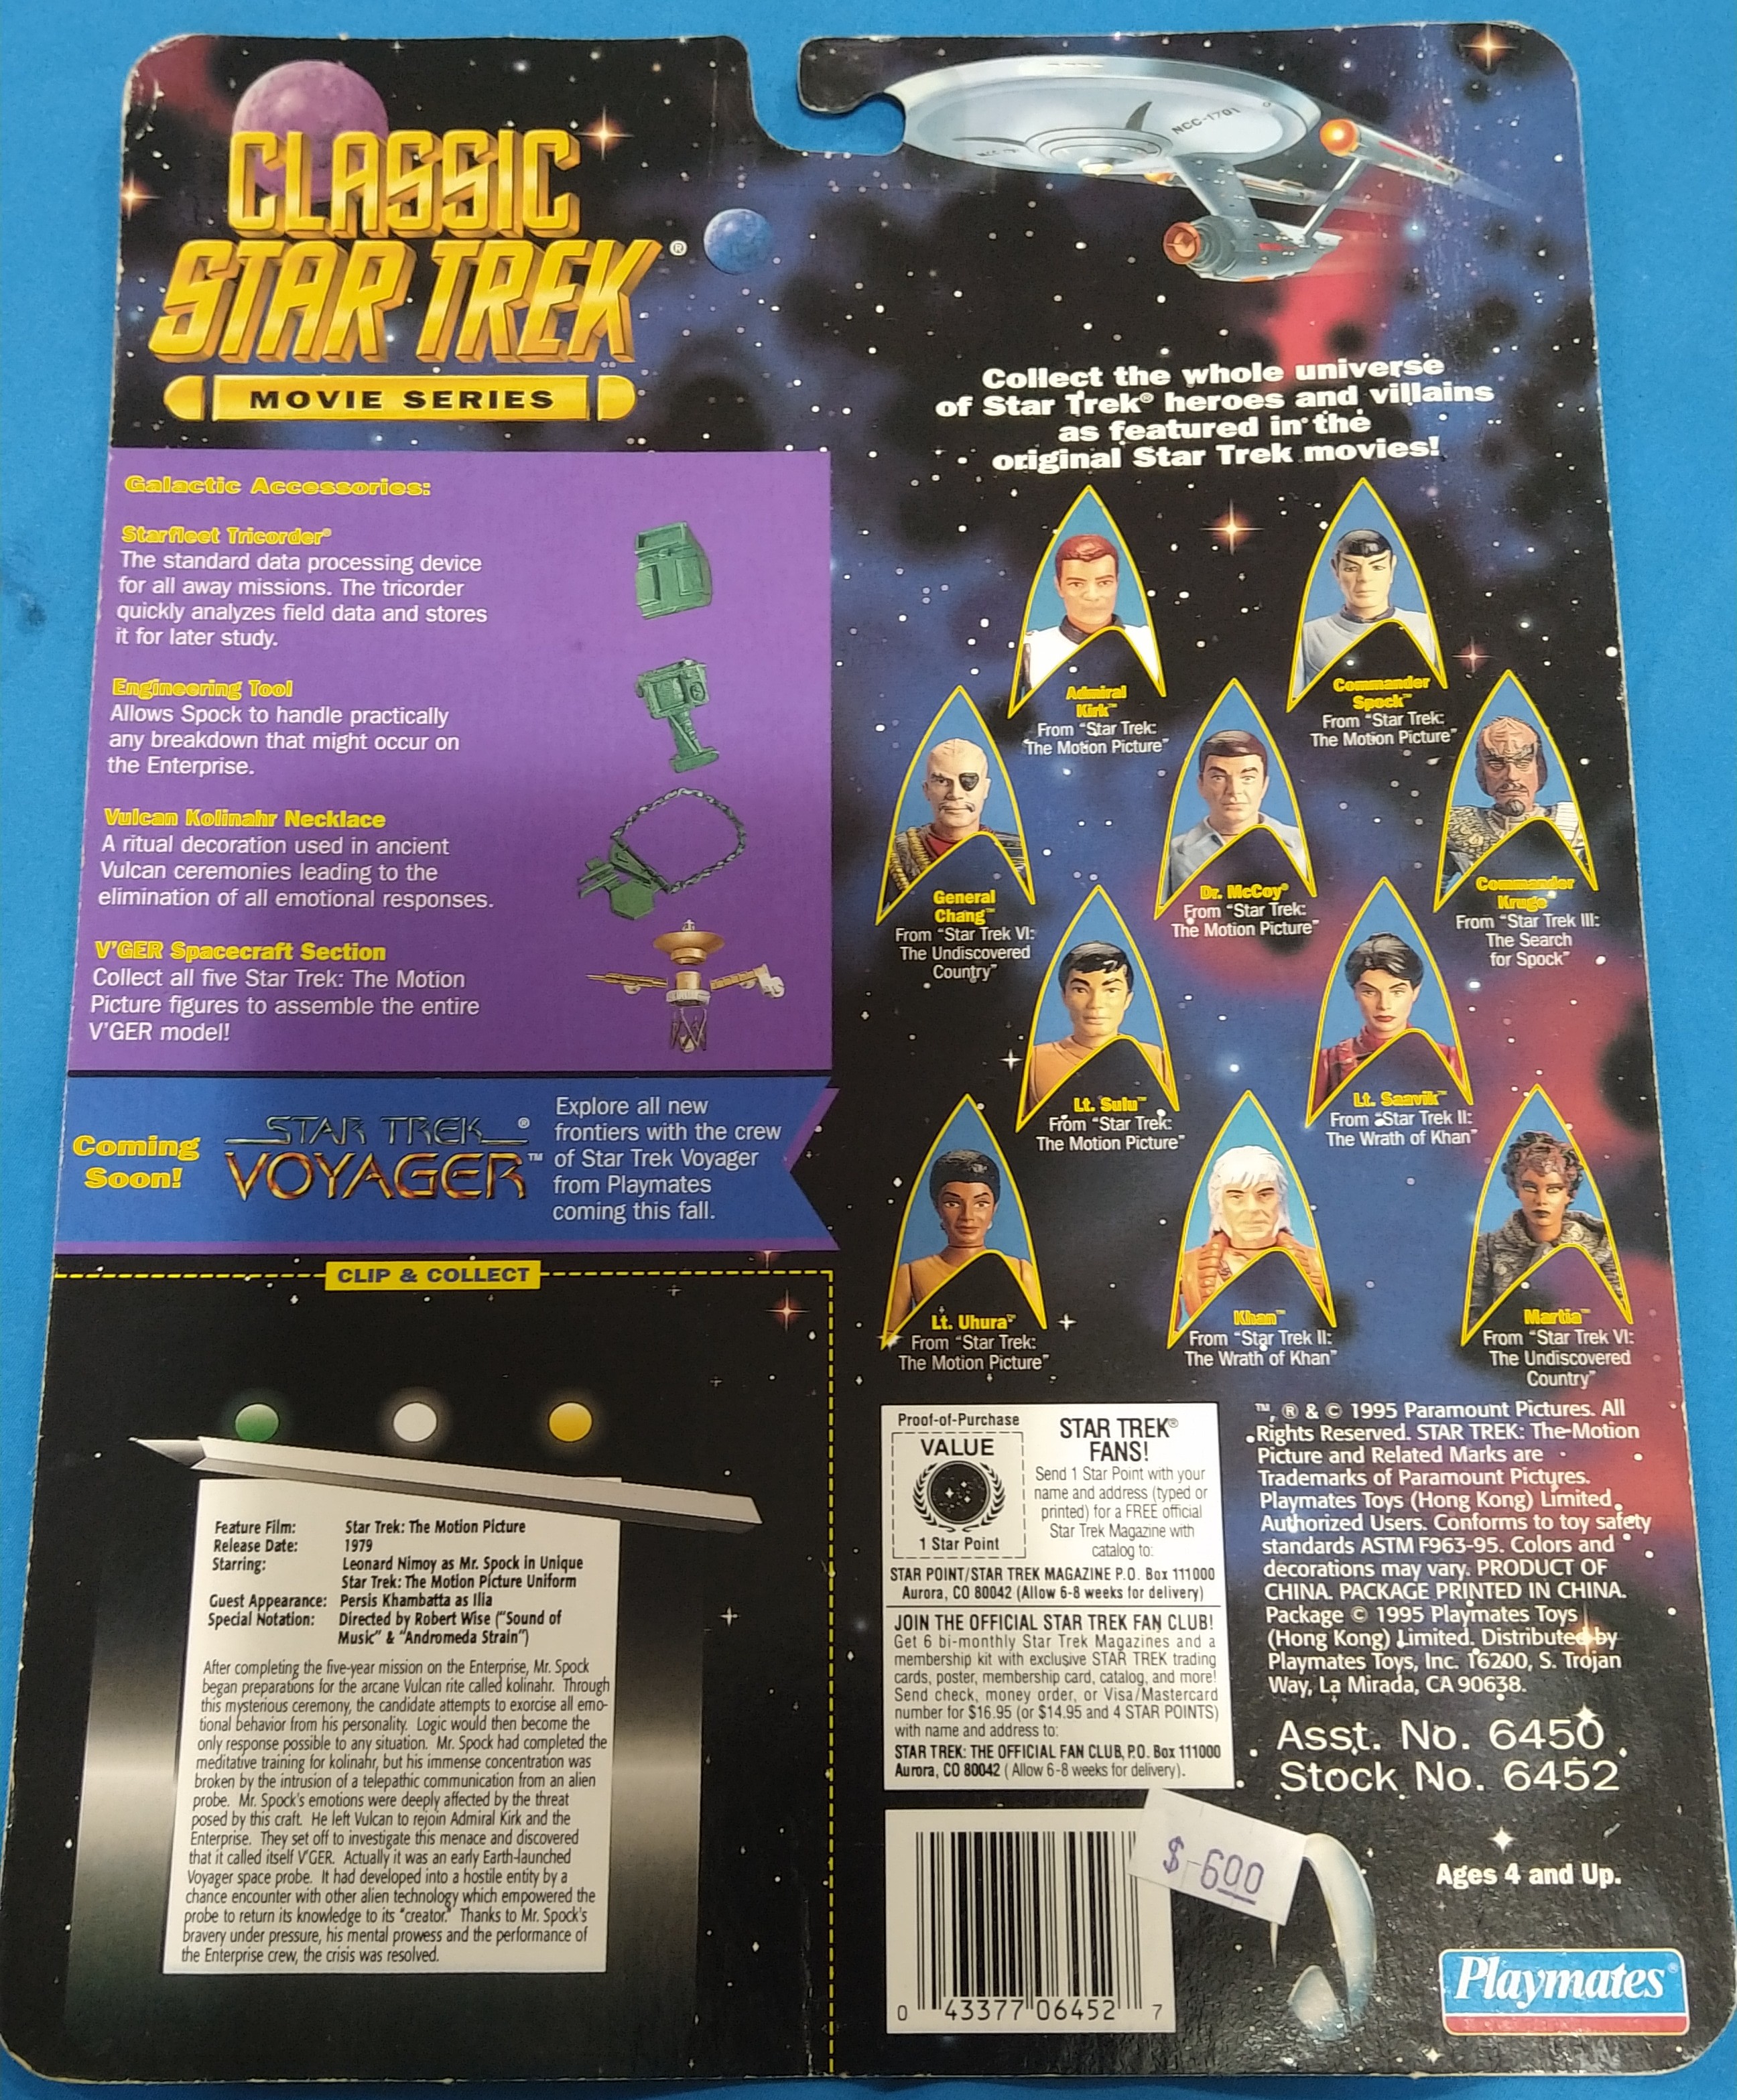 CLASSIC
STAR TREK®
MOVIE SERIES
NCC-1701
Galactic Accessories:
Starfleet Tricorder®
The standard data processing device
for all away missions. The tricorder
quickly analyzes field data and stores
it for later study.
Engineering Tool
Allows Spock to handle practically
any breakdown that might occur on
the Enterprise.
Vulcan Kolinahr Necklace
A ritual decoration used in ancient
Vulcan ceremonies leading to the
elimination of all emotional responses.
V'GER Spacecraft Section
Collect all five Star Trek: The Motion
Picture figures to assemble the entire
V'GER model!
Coming
Soon!
STAR TREK®
VOYAGER™
Explore all new
frontiers with the crew
of Star Trek Voyager
from Playmates
coming this fall.
CLIP & COLLECT
Feature Film: Star Trek: The Motion Picture
Release Date: 1979
Starring: Leonard Nimoy as Mr. Spock in Unique
Star Trek: The Motion Picture Uniform
Guest Appearance: Persis Khambatta as Ilia
Special Notation: Directed by Robert Wise ("Sound of
Music" & "Andromeda Strain")
After completing the five-year mission on the Enterprise, Mr. Spock
began preparations for the arcane Vulcan rite called kolinahr. Through
this mysterious ceremony, the candidate attempts to exorcise all emo-
tional behavior from his personality. Logic would then become the
only response possible to any situation. Mr. Spock had completed the
meditative training for kolinahr, but his immense concentration was
broken by the intrusion of a telepathic communication from an alien
probe. Mr. Spock's emotions were deeply affected by the threat
posed by this craft. He left Vulcan to rejoin Admiral Kirk and the
Enterprise. They set off to investigate this menace and discovered
that it called itself V'GER. Actually it was an early Earth-launched
Voyager space probe. It had developed into a hostile entity by a
chance encounter with other alien technology which empowered the
probe to return its knowledge to its "creator." Thanks to Mr. Spock's
bravery under pressure, his mental prowess and the performance of
the Enterprise crew, the crisis was resolved.
Collect the whole universe
of Star Trek® heroes and villains
as featured in the
original Star Trek movies!
Admiral
Kirk™
From "Star Trek:
The Motion Picture"
Commander
Spock™
From "Star Trek:
The Motion Picture"
General
Chang™
From "Star Trek VI:
The Undiscovered
Country"
Dr. McCoy®
From "Star Trek:
The Motion Picture"
Commander
Kruge™
From "Star Trek III:
The Search
for Spock"
Lt. Sulu™
From "Star Trek:
The Motion Picture"
Lt. Saavik™
From "Star Trek II:
The Wrath of Khan"
Lt. Uhura™
From "Star Trek:
The Motion Picture"
Khan™
From "Star Trek II:
The Wrath of Khan"
Martia™
From "Star Trek VI:
The Undiscovered
Country"
Proof-of-Purchase
VALUE
1 Star Point
STAR TREK®
FANS!
Send 1 Star Point with your
name and address (typed or
printed) for a FREE official
Star Trek Magazine with
catalog to:
STAR POINT/STAR TREK MAGAZINE P.O. Box 111000
Aurora, CO 80042 (Allow 6-8 weeks for delivery)
JOIN THE OFFICIAL STAR TREK FAN CLUB!
Get 6 bi-monthly Star Trek Magazines and a
membership kit with exclusive STAR TREK trading
cards, poster, membership card, catalog, and more!
Send check, money order, or Visa/Mastercard
number for $16.95 (or $14.95 and 4 STAR POINTS)
with name and address to:
STAR TREK: THE OFFICIAL FAN CLUB, P.O. Box 111000
Aurora, CO 80042 (Allow 6-8 weeks for delivery).
™, ® & © 1995 Paramount Pictures. All
Rights Reserved. STAR TREK: The Motion
Picture and Related Marks are
Trademarks of Paramount Pictures.
Playmates Toys (Hong Kong) Limited
Authorized Users. Conforms to toy safety
standards ASTM F963-95. Colors and
decorations may vary. PRODUCT OF
CHINA. PACKAGE PRINTED IN CHINA.
Package © 1995 Playmates Toys
(Hong Kong) Limited. Distributed by
Playmates Toys, Inc. 16200, S. Trojan
Way, La Mirada, CA 90638.
Asst. No. 6450
Stock No. 6452
$ 600
Ages 4 and Up.
0 43377 06452 7
Playmates®